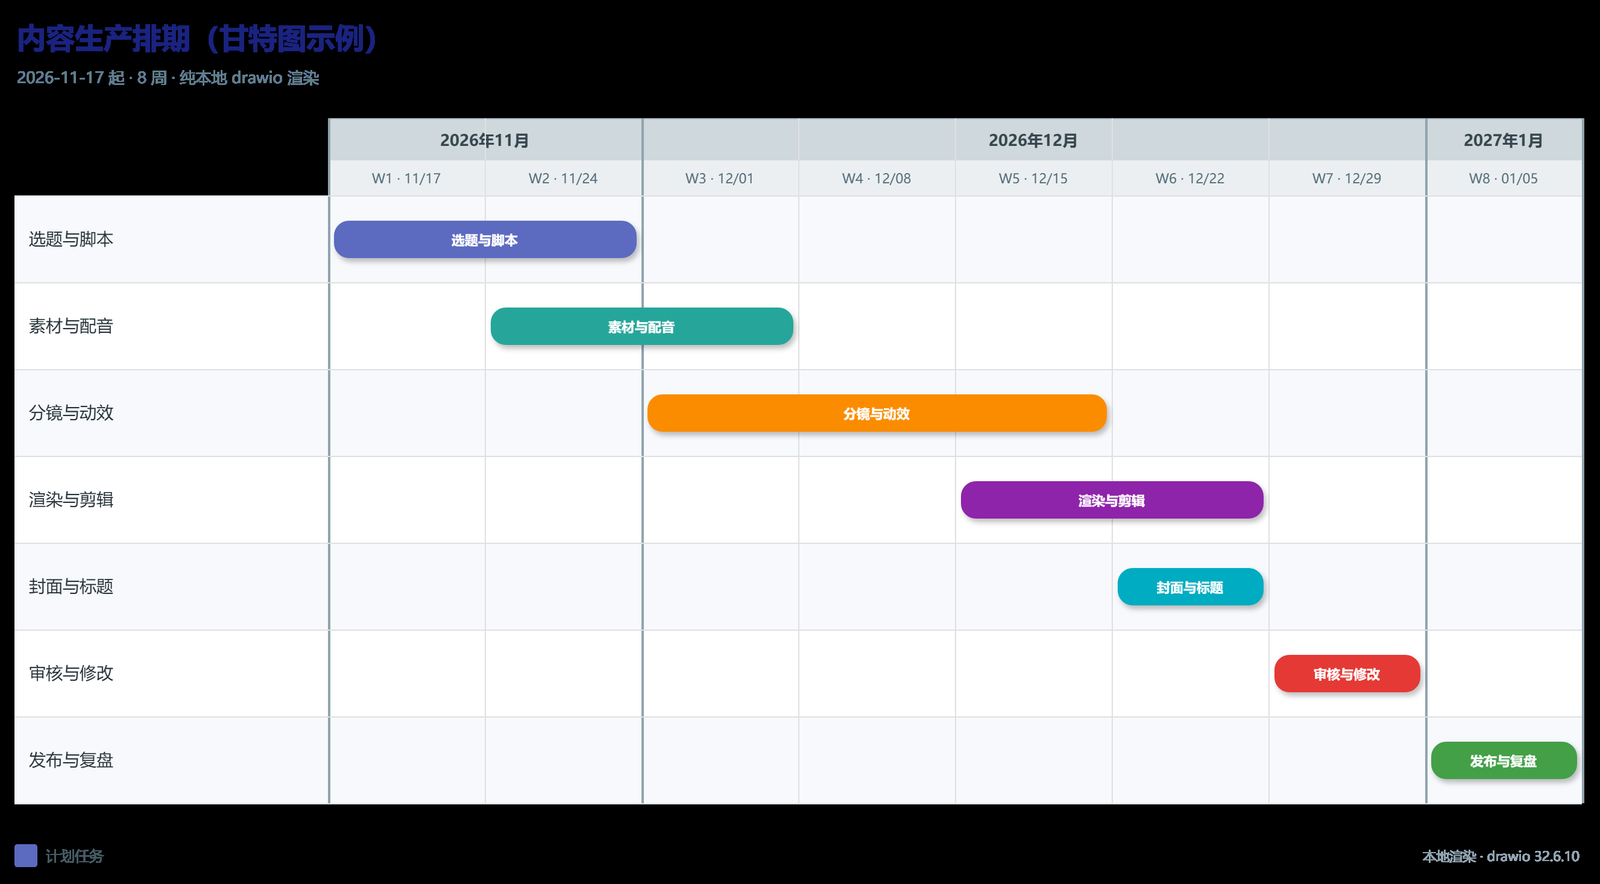 内容生产排期（甘特图示例）
2026-11-17 起 · 8 周 · 纯本地 drawio 渲染
2026年11月 2026年12月 2027年1月
W1 · 11/17 W2 · 11/24 W3 · 12/01 W4 · 12/08 W5 · 12/15 W6 · 12/22 W7 · 12/29 W8 · 01/05
选题与脚本 选题与脚本
素材与配音 素材与配音
分镜与动效 分镜与动效
渲染与剪辑 渲染与剪辑
封面与标题 封面与标题
审核与修改 审核与修改
发布与复盘 发布与复盘
计划任务 本地渲染 · drawio 32.6.10